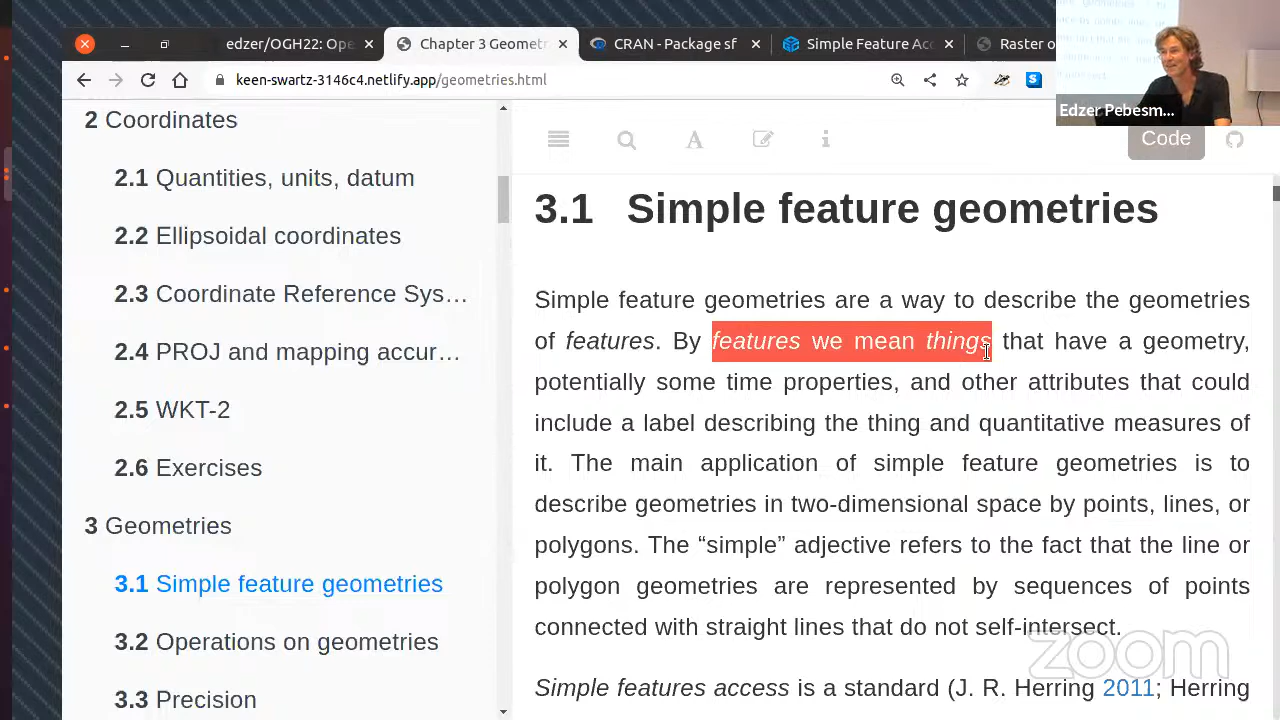 edzer/OGH22: Ope
Chapter 3 Geometr
CRAN - Package sf
Simple Feature Acc
Raster o
keen-swartz-3146c4.netlify.app/geometries.html
Edzer Pebesm...
Code
2 Coordinates
2.1 Quantities, units, datum
2.2 Ellipsoidal coordinates
2.3 Coordinate Reference Sys…
2.4 PROJ and mapping accur…
2.5 WKT-2
2.6 Exercises
3 Geometries
3.1 Simple feature geometries
3.2 Operations on geometries
3.3 Precision
3.1 Simple feature geometries
Simple feature geometries are a way to describe the geometries
of features. By features we mean things that have a geometry,
potentially some time properties, and other attributes that could
include a label describing the thing and quantitative measures of
it. The main application of simple feature geometries is to
describe geometries in two-dimensional space by points, lines, or
polygons. The “simple” adjective refers to the fact that the line or
polygon geometries are represented by sequences of points
connected with straight lines that do not self-intersect.
Simple features access is a standard (J. R. Herring 2011; Herring
zoom